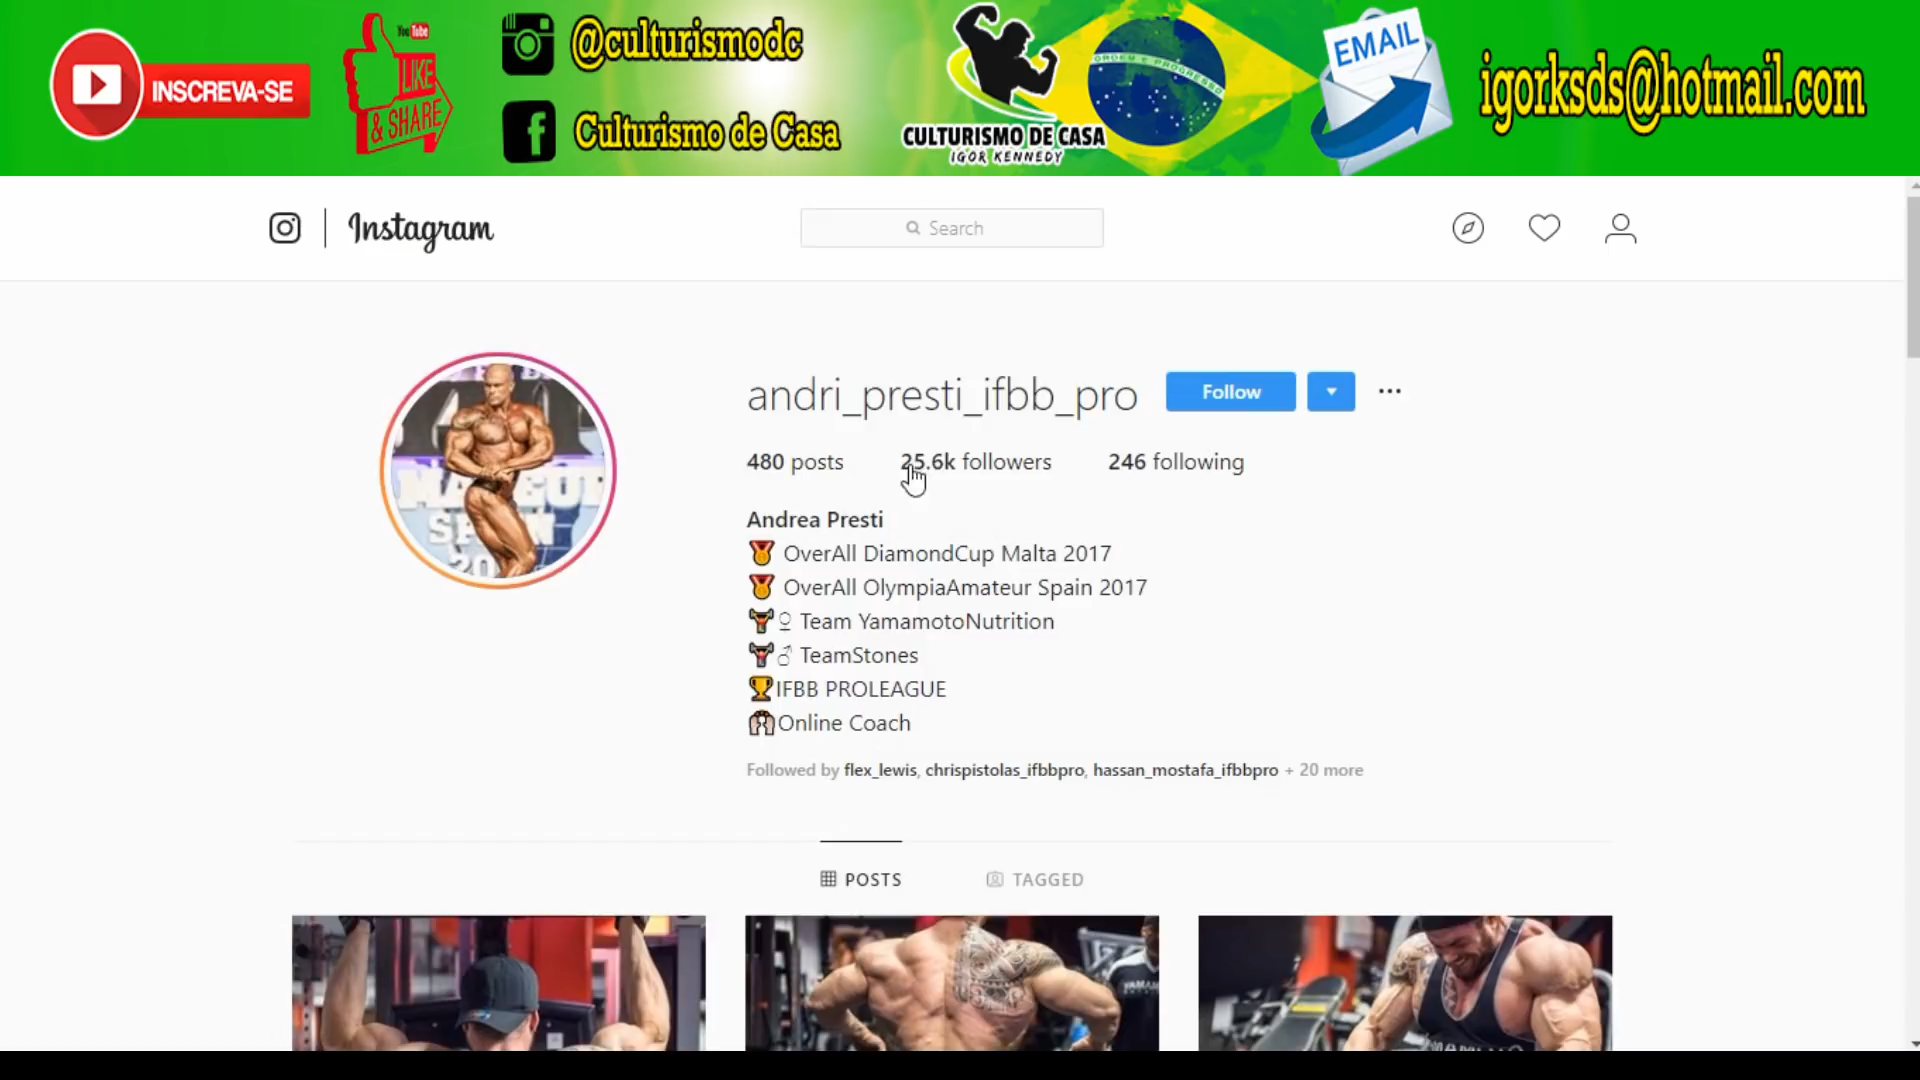 INSCREVA-SE
YouTube
LIKE
& SHARE
@culturismodc
Culturismo de Casa
CULTURISMO DE CASA
IGOR KENNEDY
ORDEM E PROGRESSO
EMAIL
igorksds@hotmail.com
Instagram
Search
andri_presti_ifbb_pro
Follow
480 posts 25.6k followers 246 following
Andrea Presti
OverAll DiamondCup Malta 2017
OverAll OlympiaAmateur Spain 2017
♀ Team YamamotoNutrition
♂ TeamStones
IFBB PROLEAGUE
Online Coach
Followed by flex_lewis, chrispistolas_ifbbpro, hassan_mostafa_ifbbpro + 20 more
POSTS
TAGGED